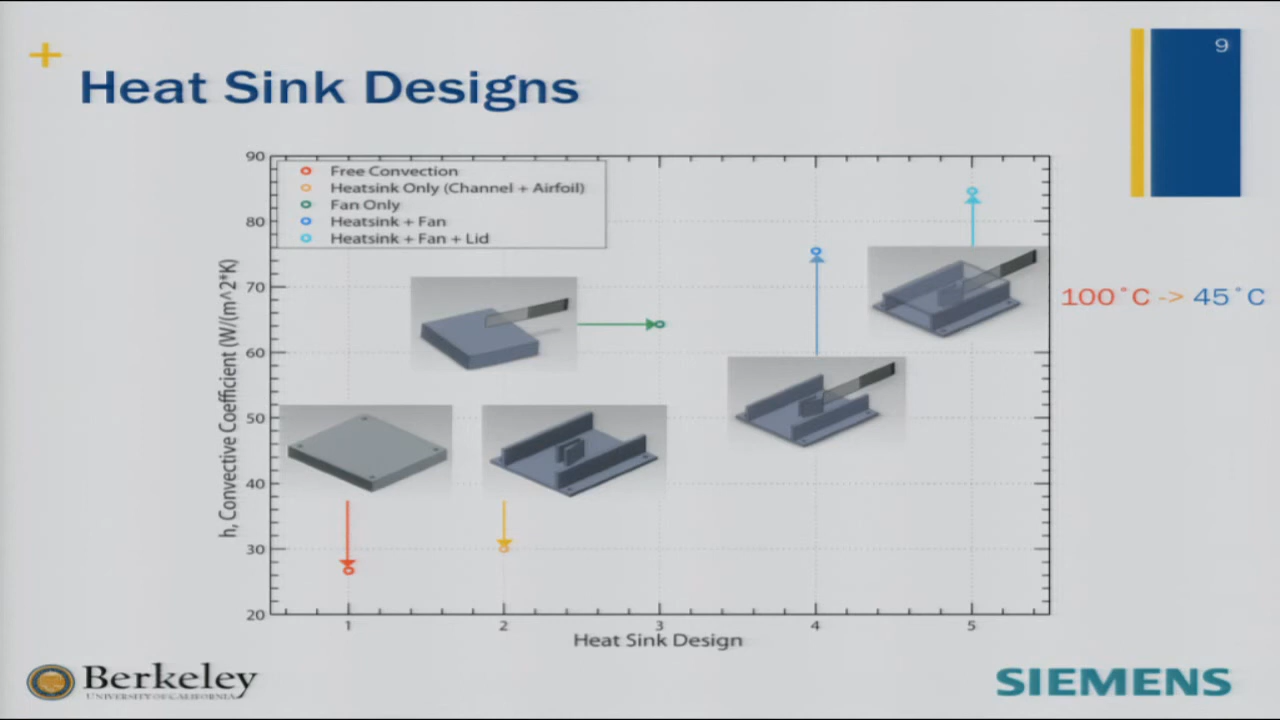 9
+
Heat Sink Designs
90
80
70
60
50
40
30
20
h, Convective Coefficient (W/(m^2*K)
Free Convection
Heatsink Only (Channel + Airfoil)
Fan Only
Heatsink + Fan
Heatsink + Fan + Lid
100°C -> 45°C
1 2 3 4 5
Heat Sink Design
Berkeley
UNIVERSITY OF CALIFORNIA
SIEMENS